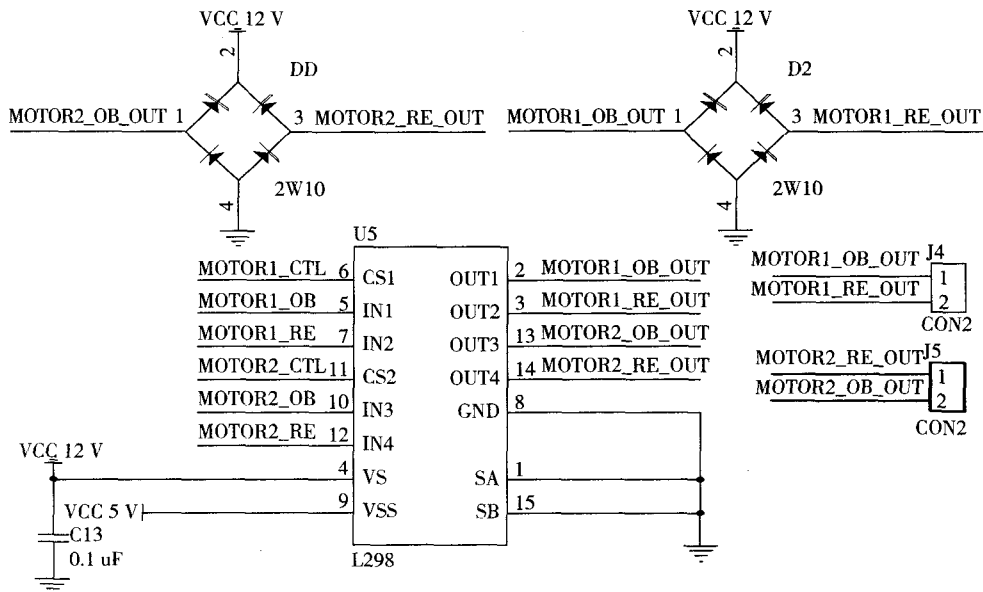 VCC 12 V
2
DD
MOTOR2_OB_OUT 1
3 MOTOR2_RE_OUT
2W10
4
VCC 12 V
2
D2
MOTOR1_OB_OUT 1
3 MOTOR1_RE_OUT
2W10
4
U5
MOTOR1_CTL 6 CS1
MOTOR1_OB 5 IN1
MOTOR1_RE 7 IN2
MOTOR2_CTL 11 CS2
MOTOR2_OB 10 IN3
MOTOR2_RE 12 IN4
VCC 12 V
4 VS
VCC 5 V 9 VSS
C13
0.1 uF
OUT1 2 MOTOR1_OB_OUT
OUT2 3 MOTOR1_RE_OUT
OUT3 13 MOTOR2_OB_OUT
OUT4 14 MOTOR2_RE_OUT
GND 8
SA 1
SB 15
L298
J4
MOTOR1_OB_OUT 1
MOTOR1_RE_OUT 2
CON2
J5
MOTOR2_RE_OUT 1
MOTOR2_OB_OUT 2
CON2